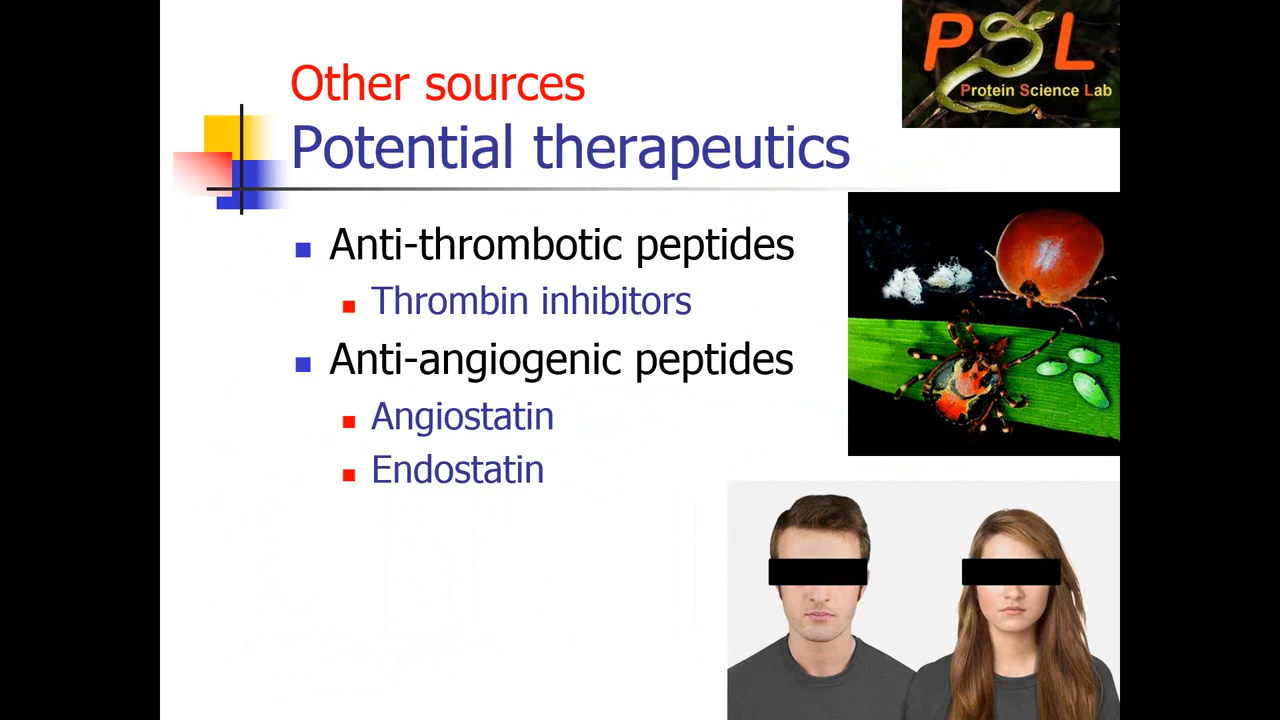 PSL
Protein Science Lab
Other sources
Potential therapeutics
Anti-thrombotic peptides
Thrombin inhibitors
Anti-angiogenic peptides
Angiostatin
Endostatin